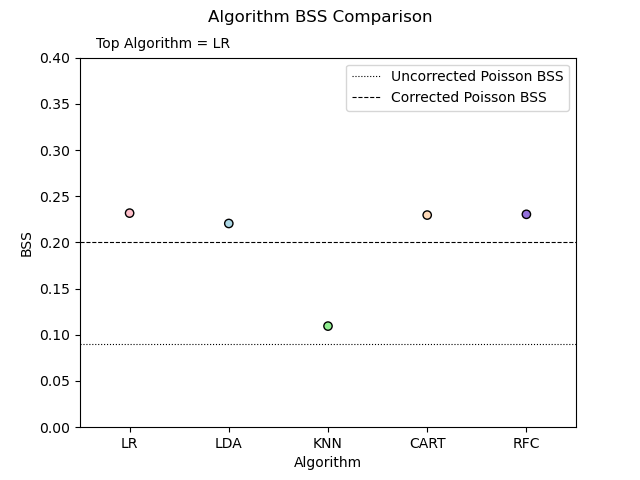 Algorithm BSS Comparison
Top Algorithm = LR
Uncorrected Poisson BSS
Corrected Poisson BSS
0.40
0.35
0.30
0.25
0.20
0.15
0.10
0.05
0.00
BSS
LR LDA KNN CART RFC
Algorithm